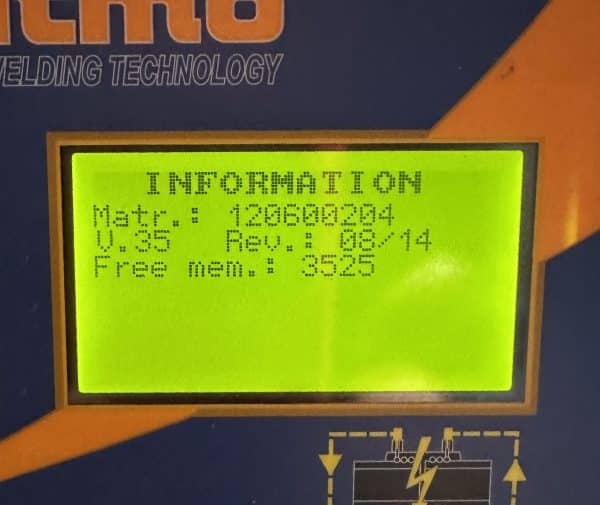 WELDING TECHNOLOGY
INFORMATION
Matr.: 120600204
V.35 Rev.: 08/14
Free mem.: 3525